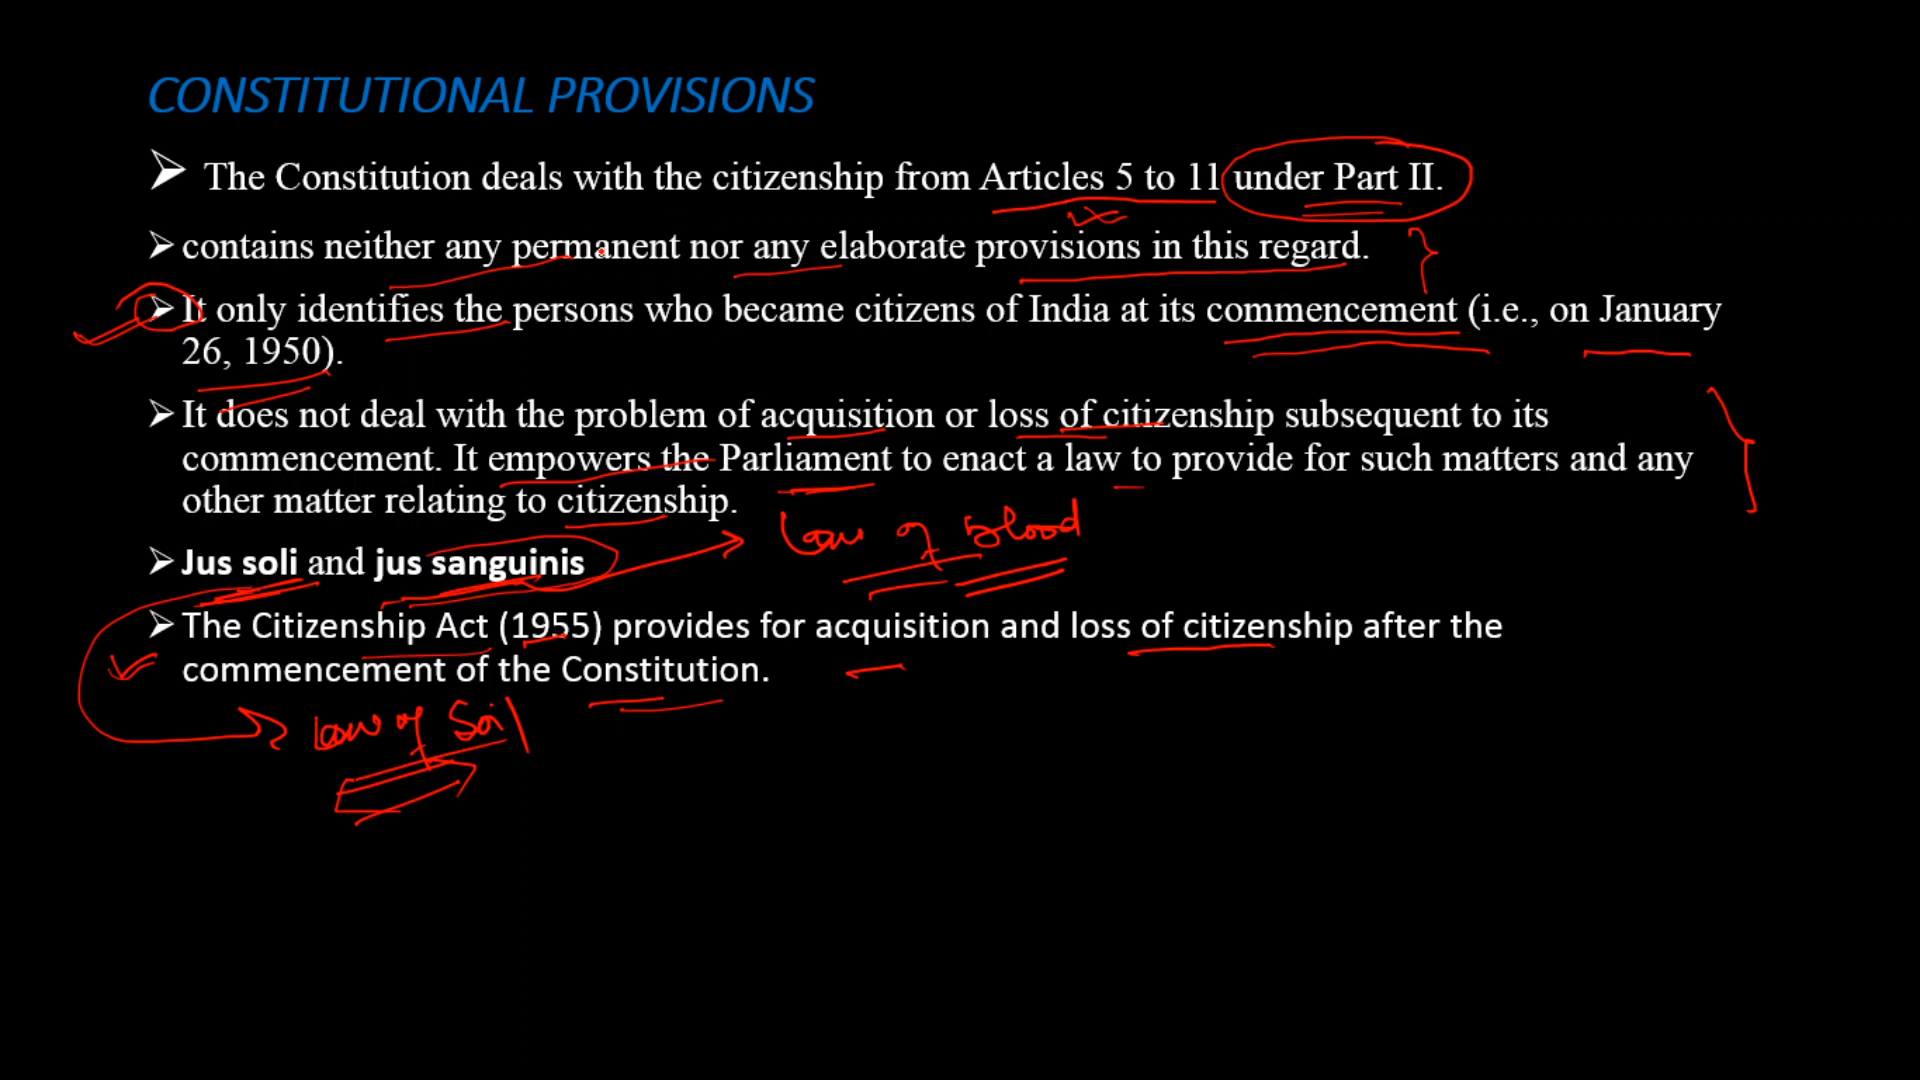 CONSTITUTIONAL PROVISIONS
The Constitution deals with the citizenship from Articles 5 to 11 under Part II.
contains neither any permanent nor any elaborate provisions in this regard.
It only identifies the persons who became citizens of India at its commencement (i.e., on January
26, 1950).
It does not deal with the problem of acquisition or loss of citizenship subsequent to its
commencement. It empowers the Parliament to enact a law to provide for such matters and any
other matter relating to citizenship.
Law of Blood
Jus soli and jus sanguinis
The Citizenship Act (1955) provides for acquisition and loss of citizenship after the
commencement of the Constitution.
Law of Soil